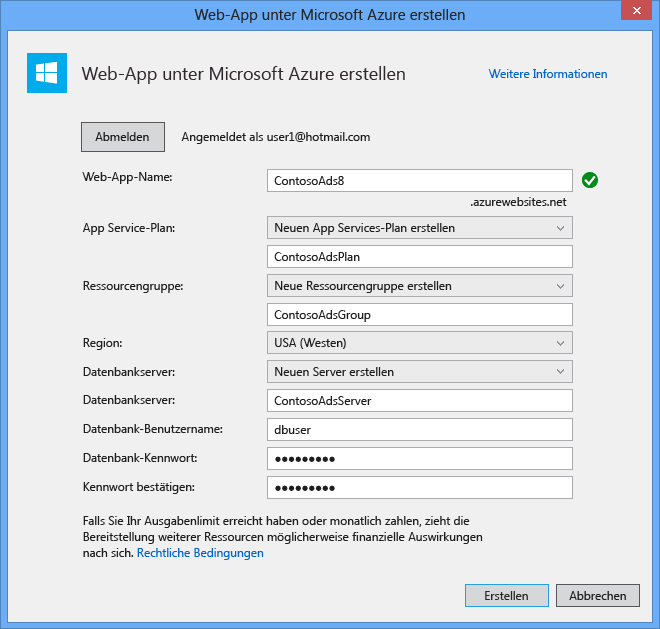 Web-App unter Microsoft Azure erstellen
Web-App unter Microsoft Azure erstellen
Weitere Informationen
Abmelden
Angemeldet als user1@hotmail.com
Web-App-Name:
ContosoAds8
.azurewebsites.net
App Service-Plan:
Neuen App Services-Plan erstellen
ContosoAdsPlan
Ressourcengruppe:
Neue Ressourcengruppe erstellen
ContosoAdsGroup
Region:
USA (Westen)
Datenbankserver:
Neuen Server erstellen
Datenbankserver:
ContosoAdsServer
Datenbank-Benutzername:
dbuser
Datenbank-Kennwort:
●●●●●●●●●
Kennwort bestätigen:
●●●●●●●●●
Falls Sie Ihr Ausgabenlimit erreicht haben oder monatlich zahlen, zieht die
Bereitstellung weiterer Ressourcen möglicherweise finanzielle Auswirkungen
nach sich. Rechtliche Bedingungen
Erstellen
Abbrechen